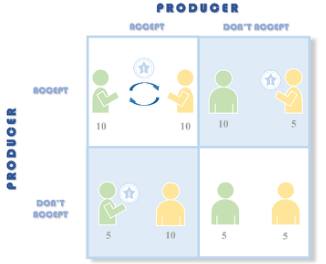 PRODUCER
ACCEPT DON'T ACCEPT
PRODUCER
ACCEPT
10 10
10 5
DON'T
ACCEPT
5 10
5 5